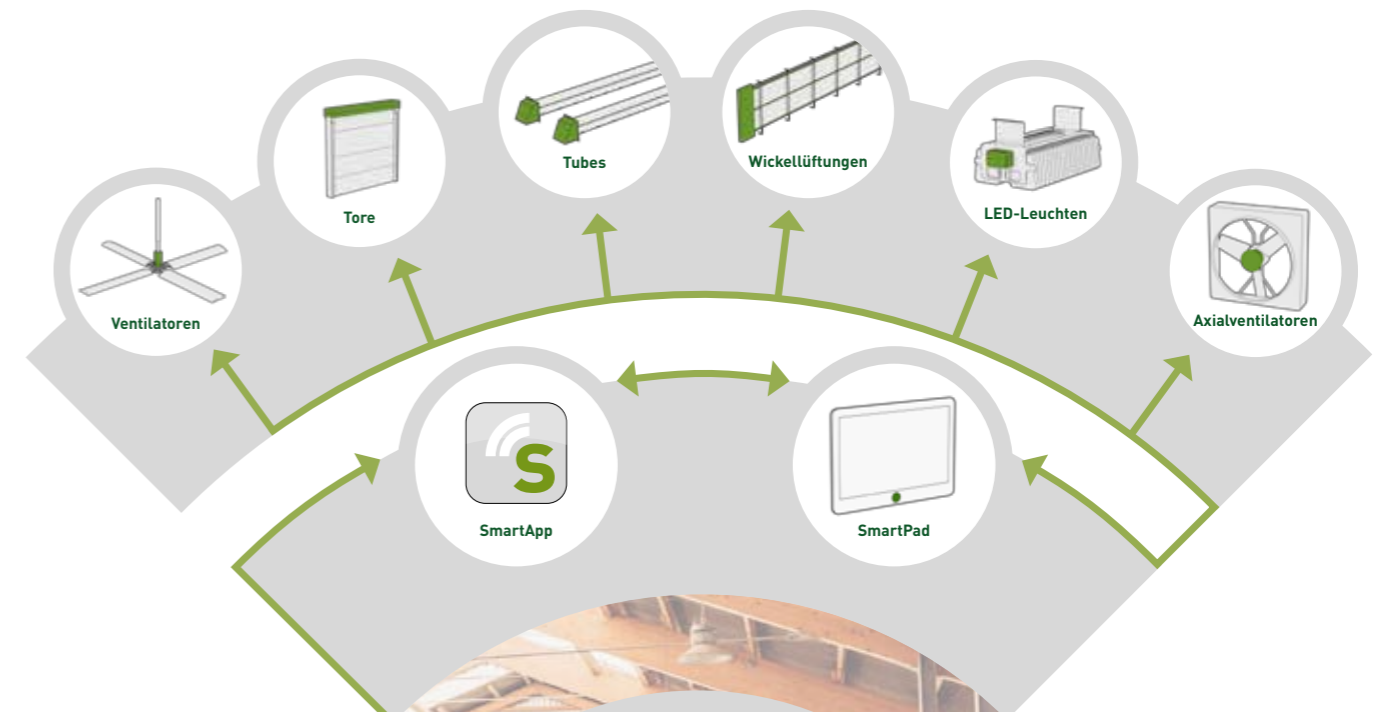 Ventilatoren
Tore
Tubes
Wickellüftungen
LED-Leuchten
Axialventilatoren
S
SmartApp
SmartPad